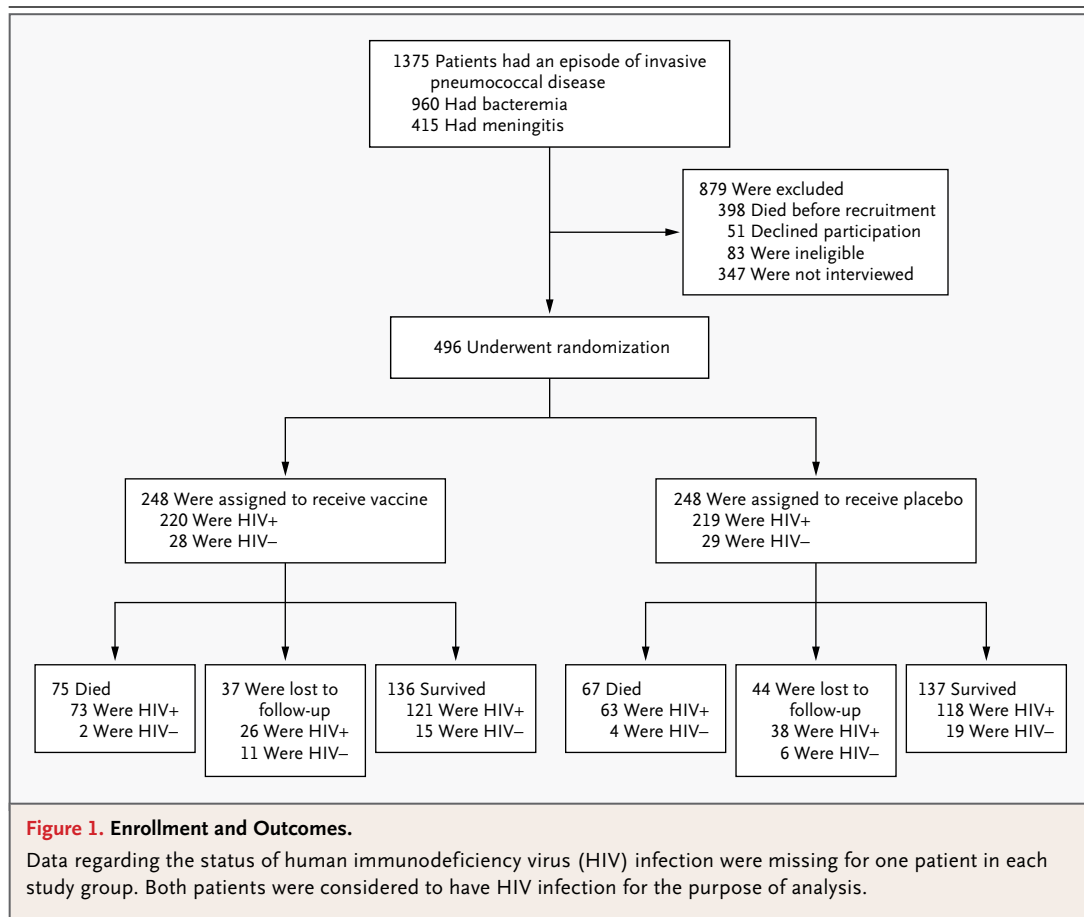 1375 Patients had an episode of invasive
pneumococcal disease
960 Had bacteremia
415 Had meningitis
879 Were excluded
398 Died before recruitment
51 Declined participation
83 Were ineligible
347 Were not interviewed
496 Underwent randomization
248 Were assigned to receive vaccine
220 Were HIV+
28 Were HIV–
248 Were assigned to receive placebo
219 Were HIV+
29 Were HIV–
75 Died
73 Were HIV+
2 Were HIV–
37 Were lost to
follow-up
26 Were HIV+
11 Were HIV–
136 Survived
121 Were HIV+
15 Were HIV–
67 Died
63 Were HIV+
4 Were HIV–
44 Were lost to
follow-up
38 Were HIV+
6 Were HIV–
137 Survived
118 Were HIV+
19 Were HIV–
Figure 1. Enrollment and Outcomes.
Data regarding the status of human immunodeficiency virus (HIV) infection were missing for one patient in each
study group. Both patients were considered to have HIV infection for the purpose of analysis.